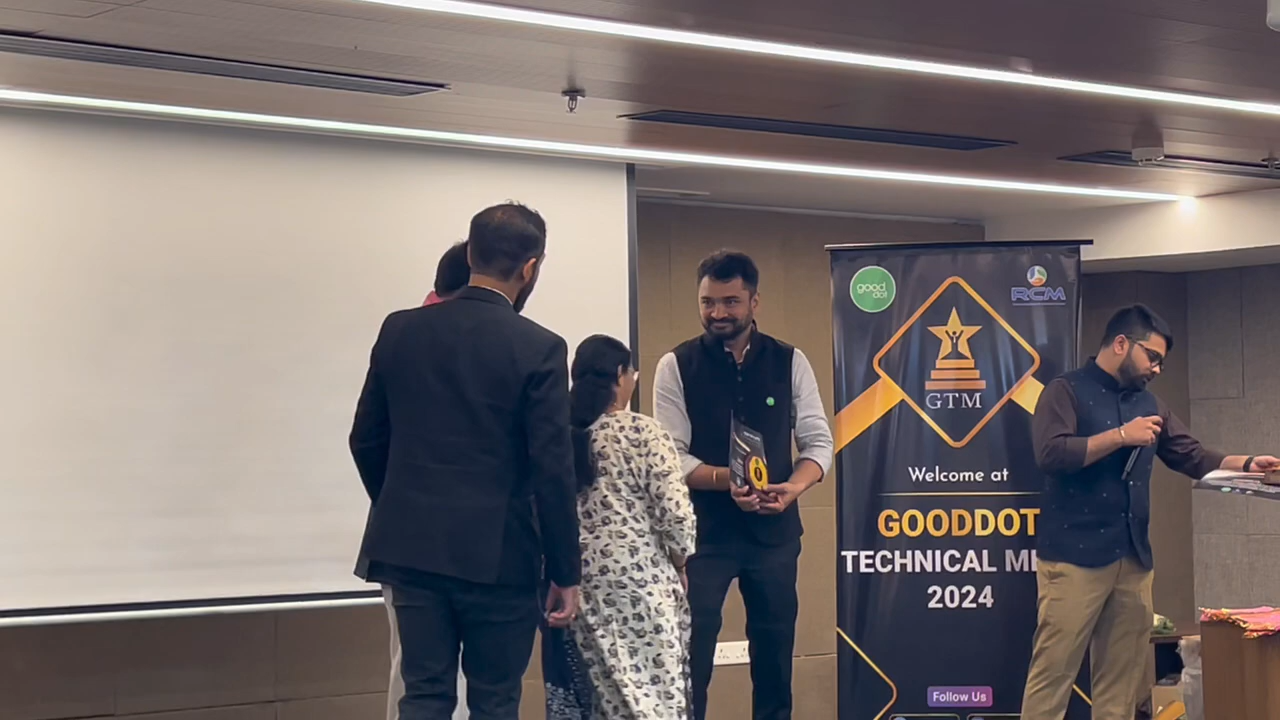 good
dot
RCM
GTM
Welcome at
GOODDOT
TECHNICAL ME
2024
Follow Us